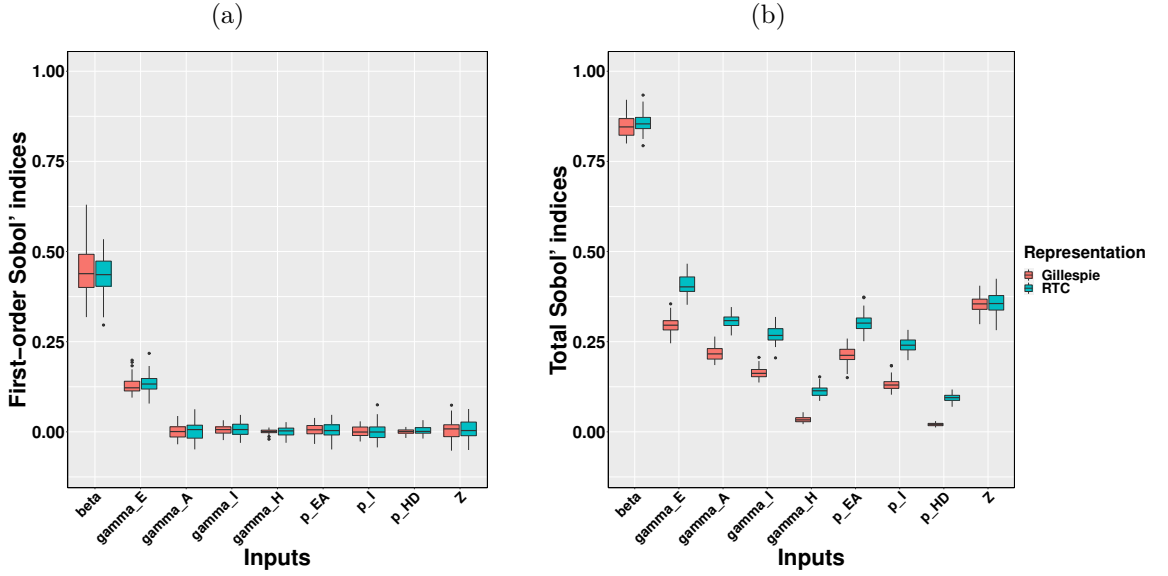 (a)
First−order Sobol' indices
1.00
0.75
0.50
0.25
0.00
beta
gamma_E
gamma_A
gamma_I
gamma_H
p_EA
p_I
p_HD
Z
Inputs
(b)
Total Sobol' indices
1.00
0.75
0.50
0.25
0.00
beta
gamma_E
gamma_A
gamma_I
gamma_H
p_EA
p_I
p_HD
Z
Inputs
Representation
Gillespie
RTC